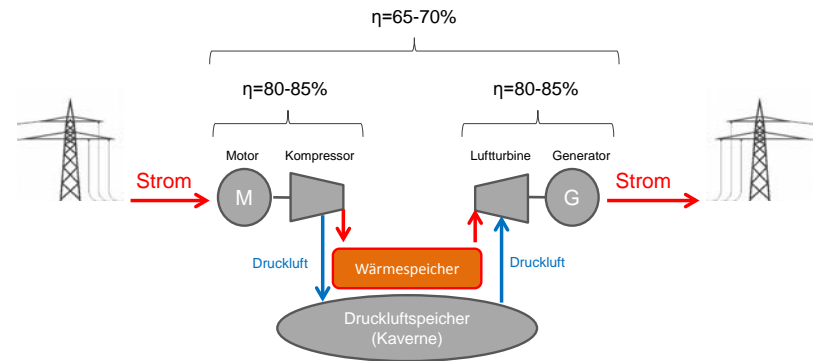 η=65-70%
η=80-85%
η=80-85%
Motor
Kompressor
Luftturbine
Generator
Strom
M
G
Strom
Druckluft
Wärmespeicher
Druckluft
Druckluftspeicher
(Kaverne)